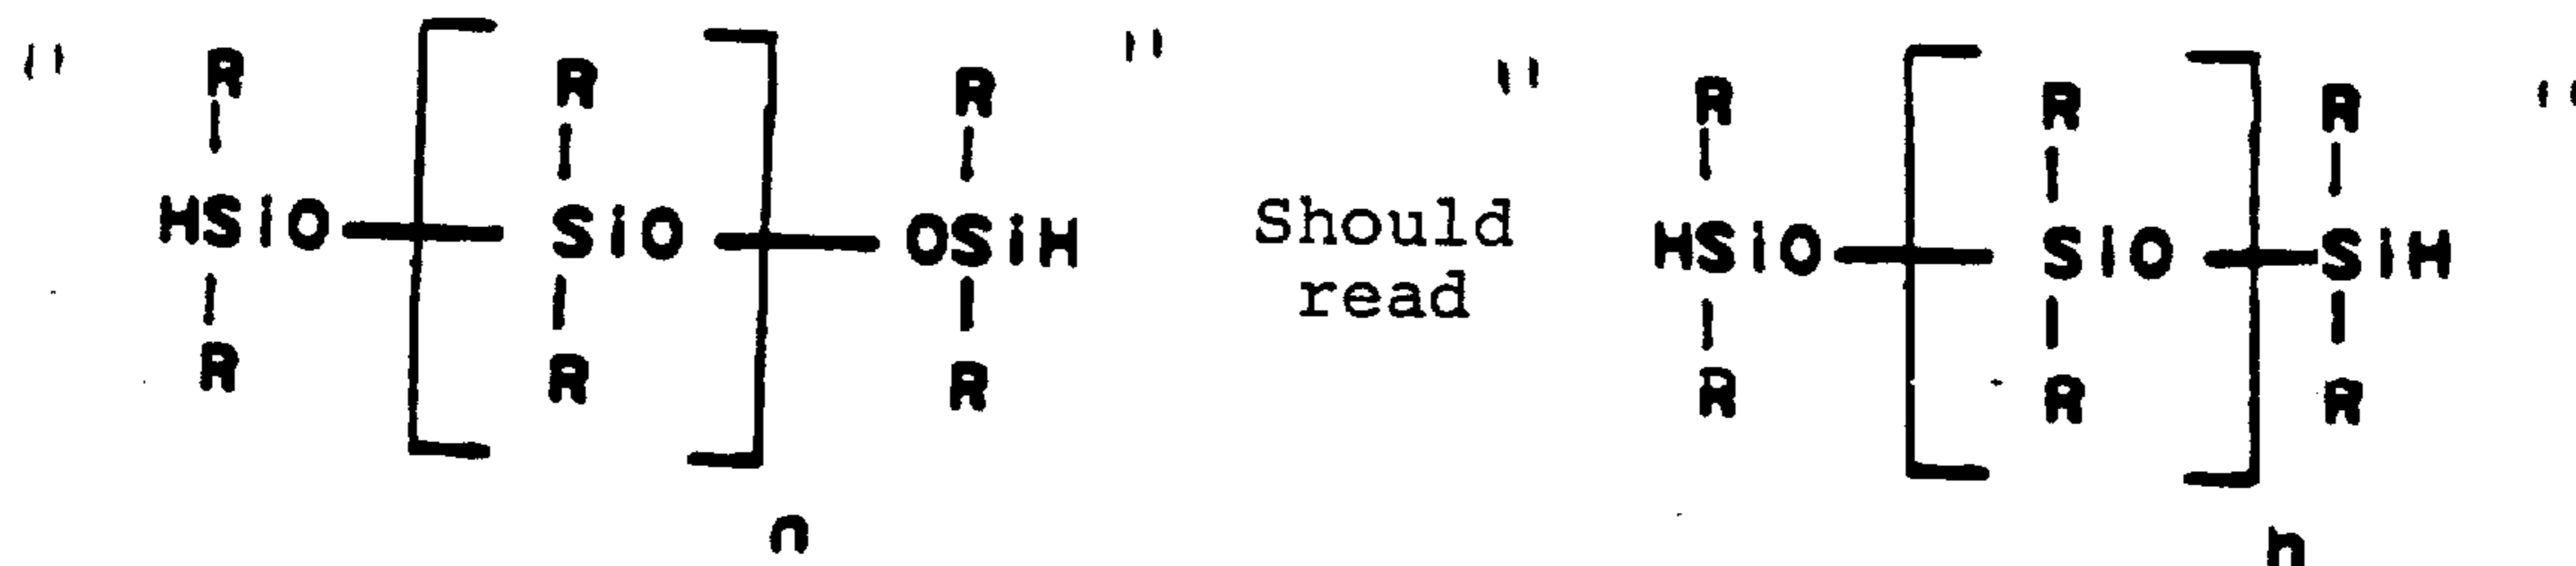 " R R " R " R R R "
HSiO SiO OSiH Should HSiO SiO SiH
read
R R R R R R
n n